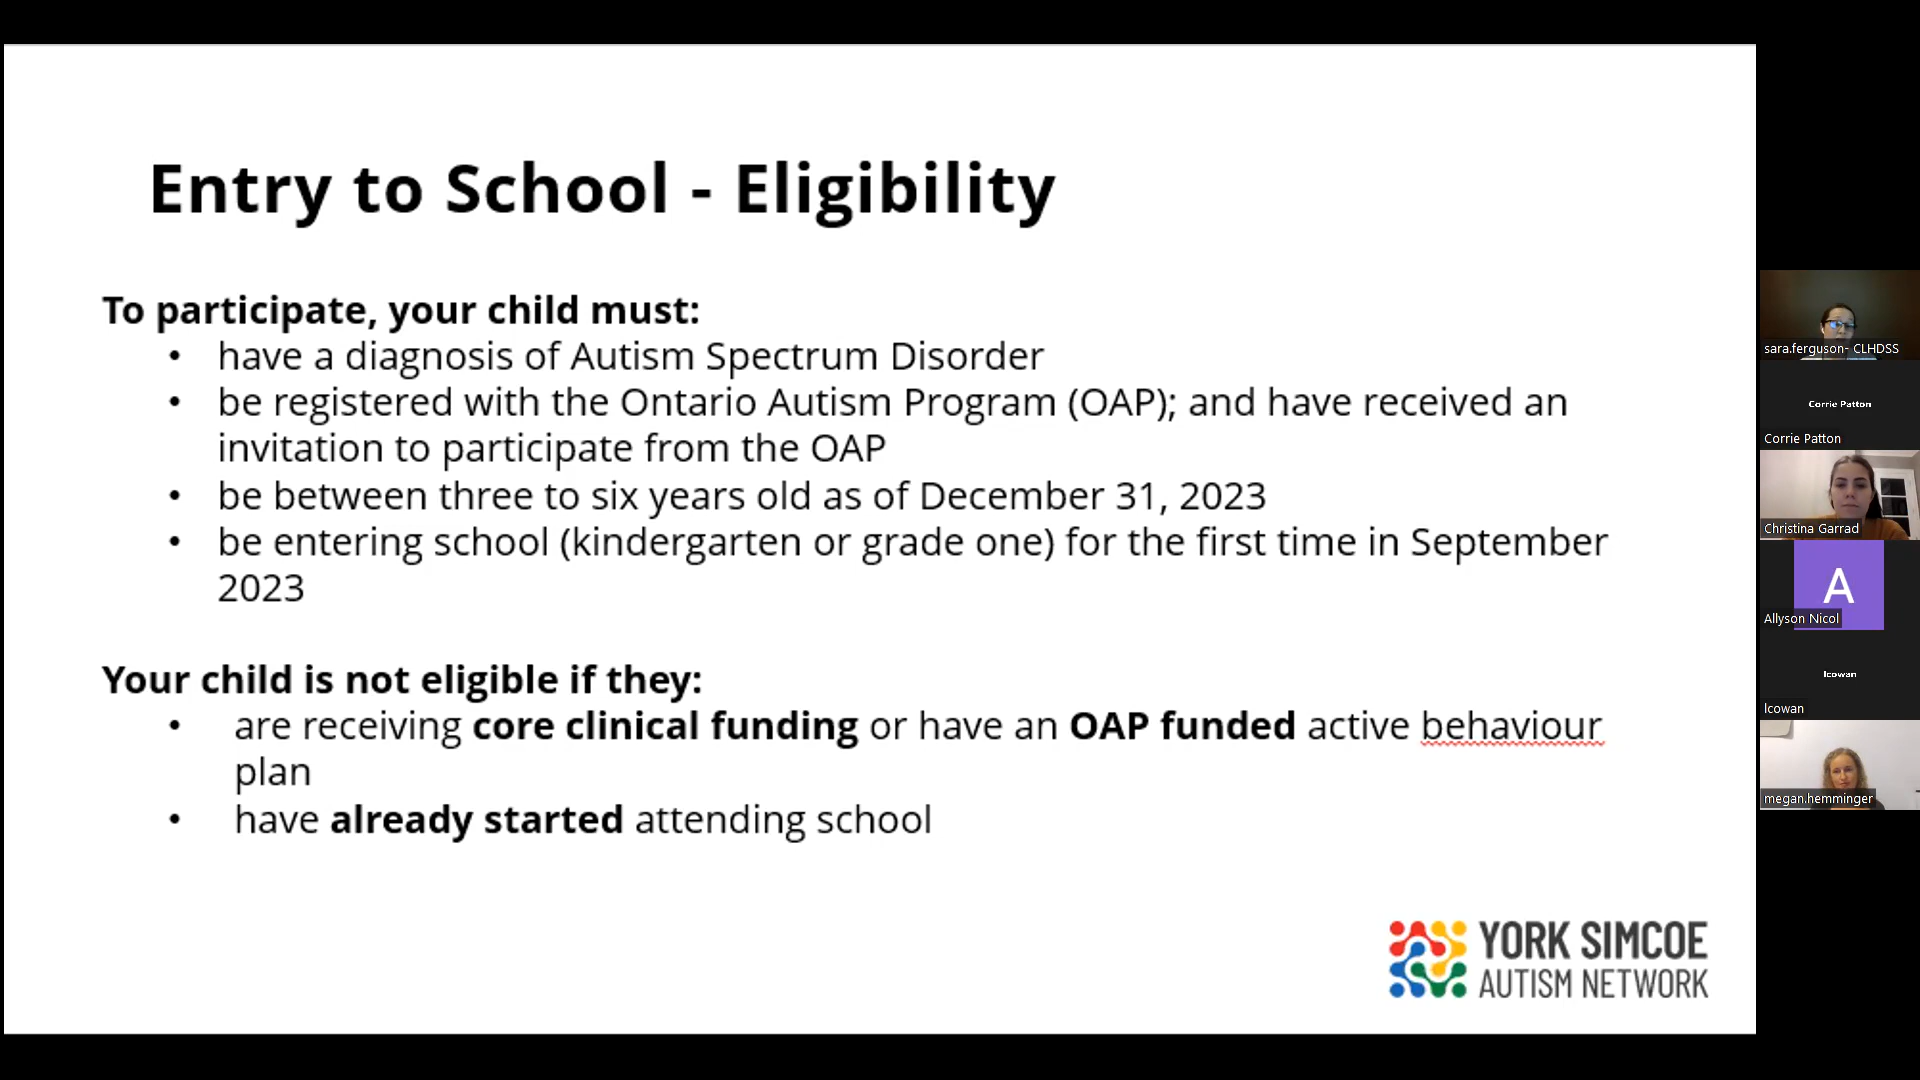 Entry to School - Eligibility
To participate, your child must:
• have a diagnosis of Autism Spectrum Disorder
• be registered with the Ontario Autism Program (OAP); and have received an
invitation to participate from the OAP
• be between three to six years old as of December 31, 2023
• be entering school (kindergarten or grade one) for the first time in September
2023
Your child is not eligible if they:
• are receiving core clinical funding or have an OAP funded active behaviour
plan
• have already started attending school
YORK SIMCOE
AUTISM NETWORK
sara.ferguson- CLHDSS
Corrie Patton
Corrie Patton
Christina Garrad
A
Allyson Nicol
lcowan
lcowan
megan.hemminger